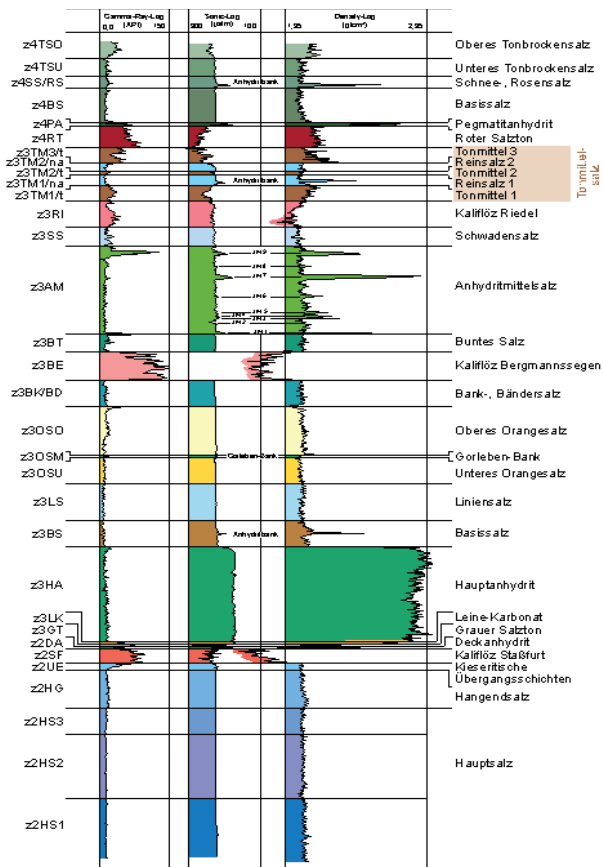 Gamma-Ray-Log Sonic-Log Density-Log
0,0 (API) 150 200 (µs/m) 100 1,95 (g/cm³) 2,95
z4TSO Oberes Tonbrockensalz
z4TSU Unteres Tonbrockensalz
z4SS/RS Anhydritbank Schnee-, Rosensalz
z4BS Basissalz
z4PA Pegmatitanhydrit
z4RT Roter Salzton
z3TM3/t Tonmittel 3
z3TM2/na Reinsalz 2
z3TM2/t Tonmittel 2
z3TM1/na Anhydritbank Reinsalz 1
z3TM1/t Tonmittel 1
z3RI Kaliflöz Riedel
z3SS Schwadensalz
z3AM Anhydritmittelsalz
z3BT Buntes Salz
z3BE Kaliflöz Bergmannssegen
z3BK/BD Bank-, Bändersalz
z3OSO Oberes Orangesalz
z3OSM Gorleben-Bank Gorleben-Bank
z3OSU Unteres Orangesalz
z3LS Liniensalz
z3BS Anhydritbank Basissalz
z3HA Hauptanhydrit
z3LK Leine-Karbonat
z3GT Grauer Salzton
z2DA Deckanhydrit
z2SF Kaliflöz Staßfurt
z2UE Kieseritische
Übergangsschichten
z2HG Hangendsalz
z2HS3
z2HS2 Hauptsalz
z2HS1